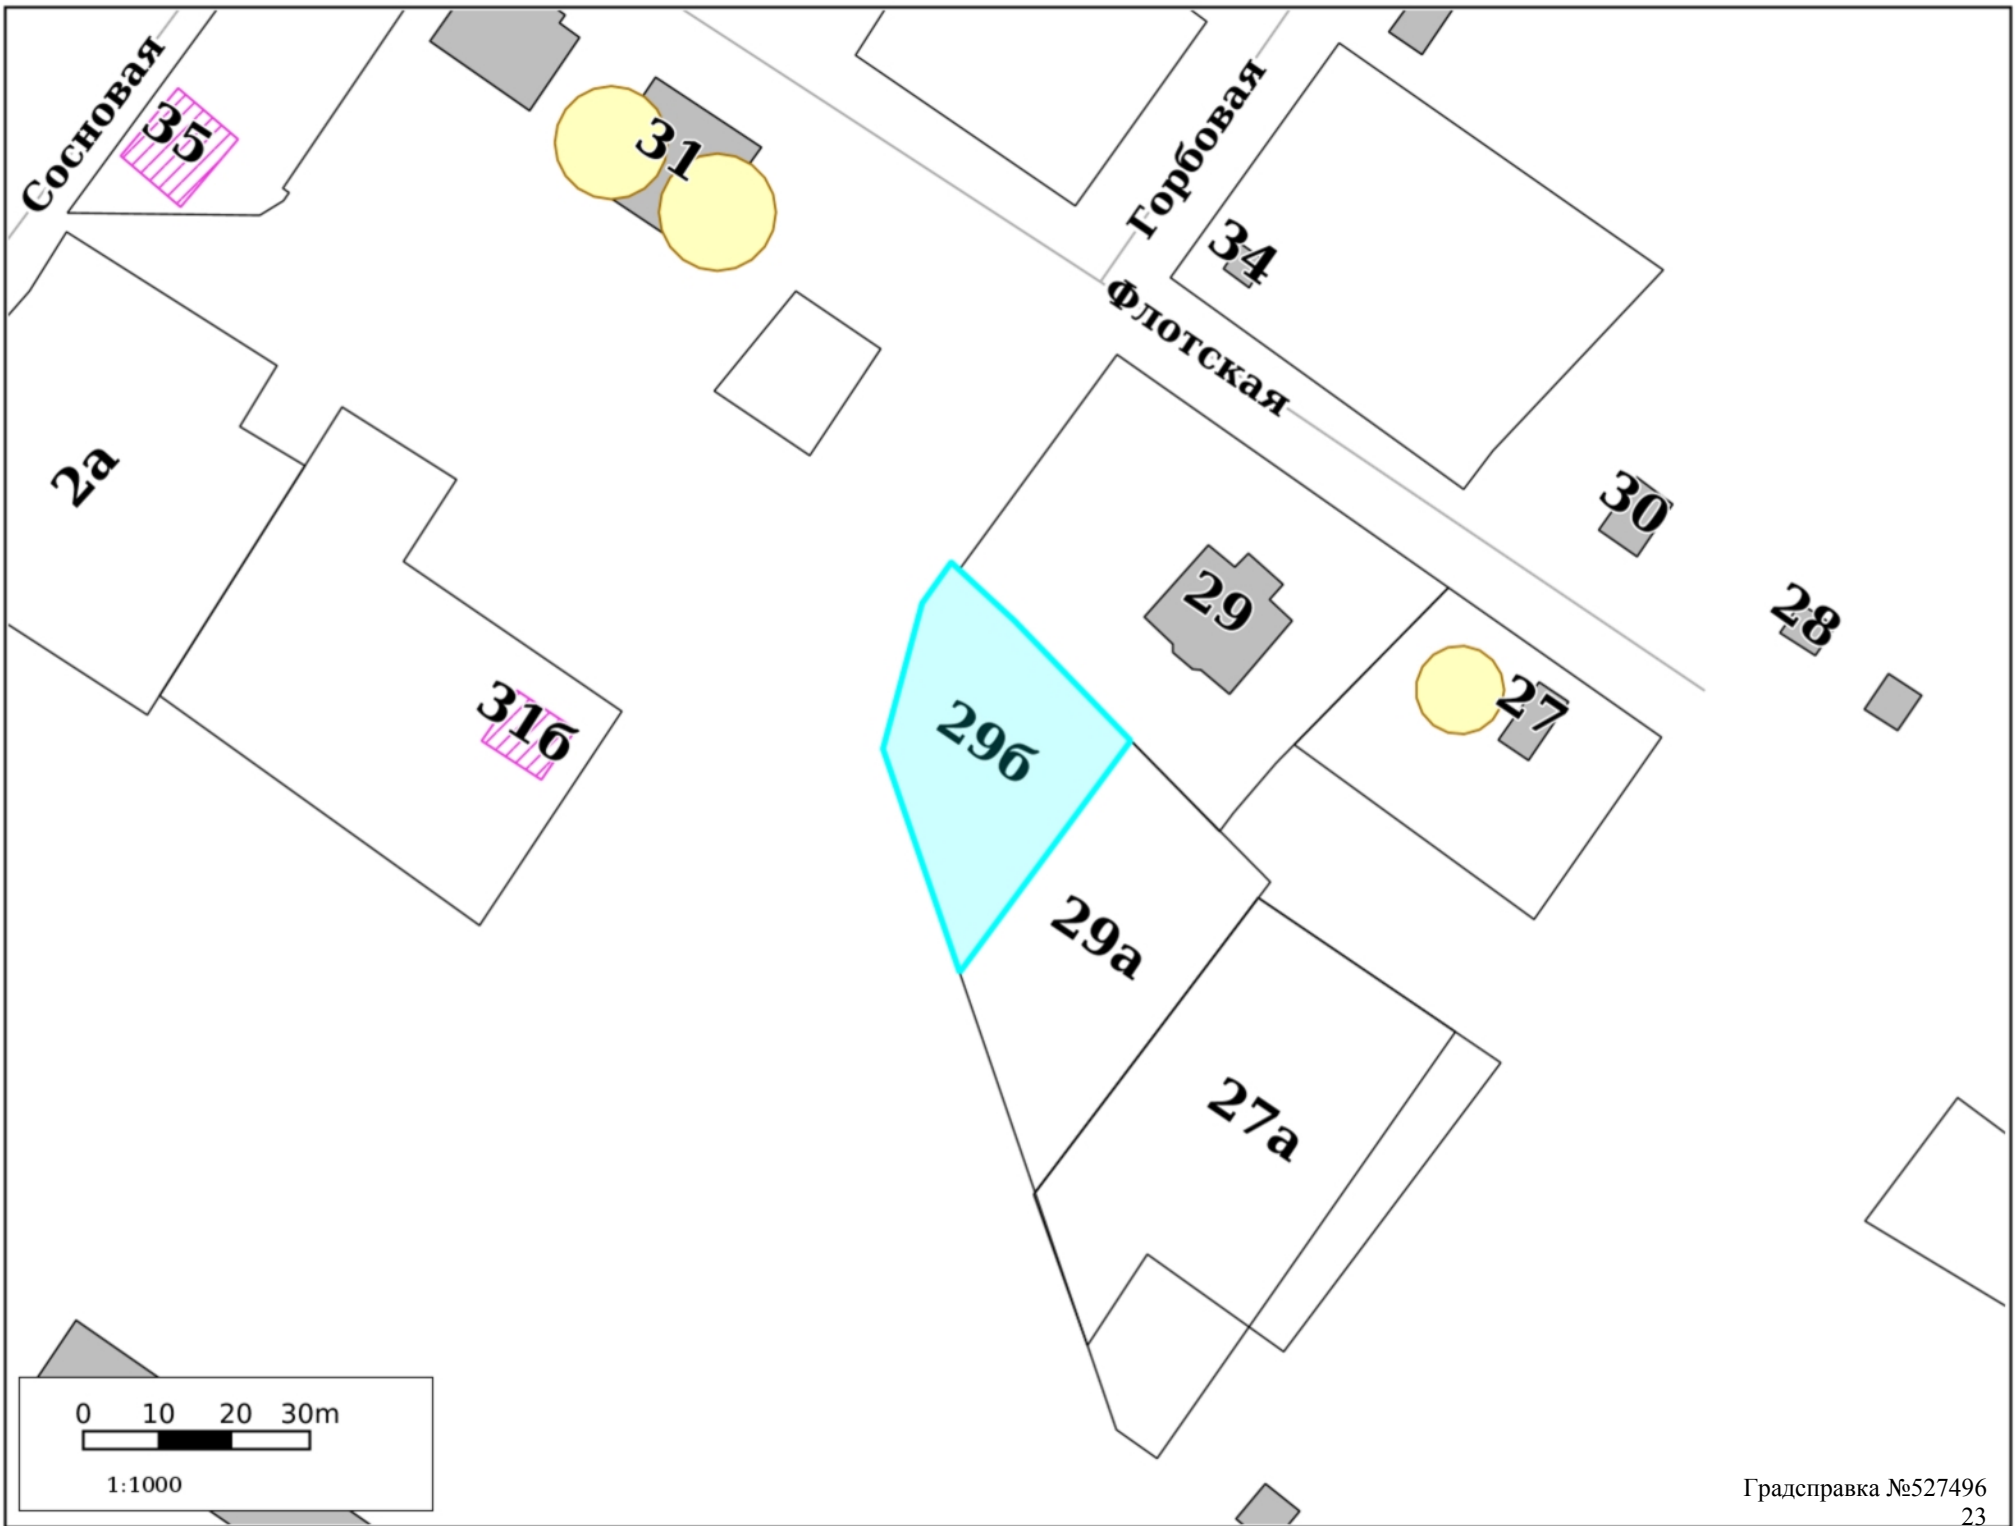 Сосновая
35
31
Горбовая
34
Флотская
2а
30
29
28
27
31б
29б
29а
27а
0 10 20 30m
1:1000
Градсправка №527496
23